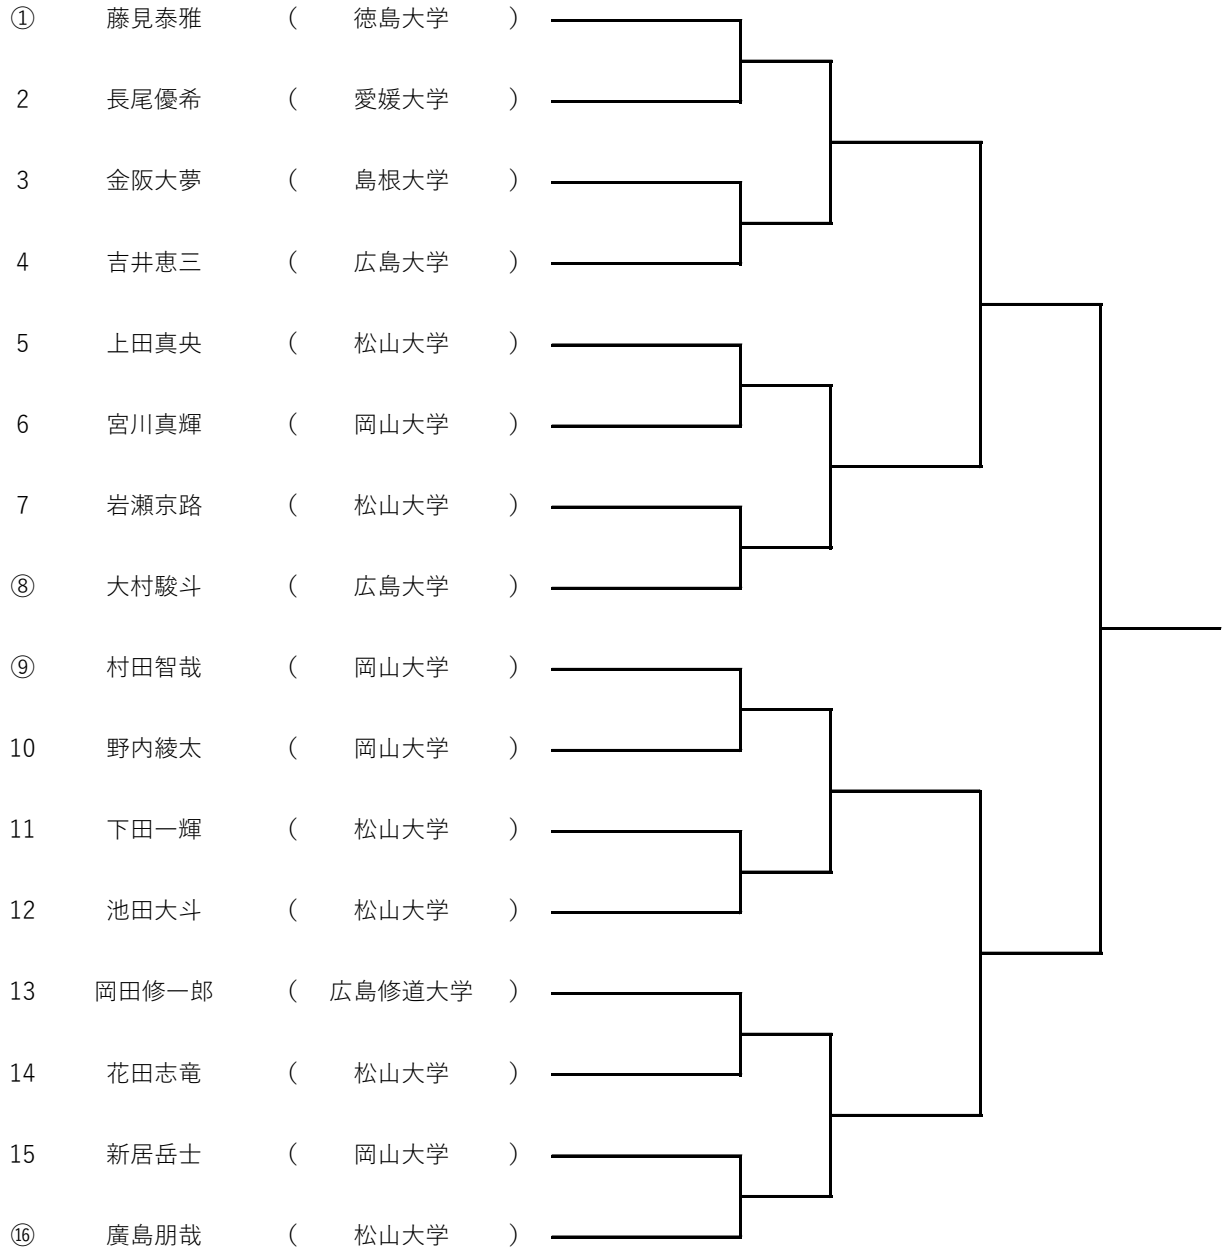 ① 藤見泰雅 ( 徳島大学 )
2 長尾優希 ( 愛媛大学 )
3 金阪大夢 ( 島根大学 )
4 吉井恵三 ( 広島大学 )
5 上田真央 ( 松山大学 )
6 宮川真輝 ( 岡山大学 )
7 岩瀬京路 ( 松山大学 )
⑧ 大村駿斗 ( 広島大学 )
⑨ 村田智哉 ( 岡山大学 )
10 野内綾太 ( 岡山大学 )
11 下田一輝 ( 松山大学 )
12 池田大斗 ( 松山大学 )
13 岡田修一郎 ( 広島修道大学 )
14 花田志竜 ( 松山大学 )
15 新居岳士 ( 岡山大学 )
⑯ 廣島朋哉 ( 松山大学 )